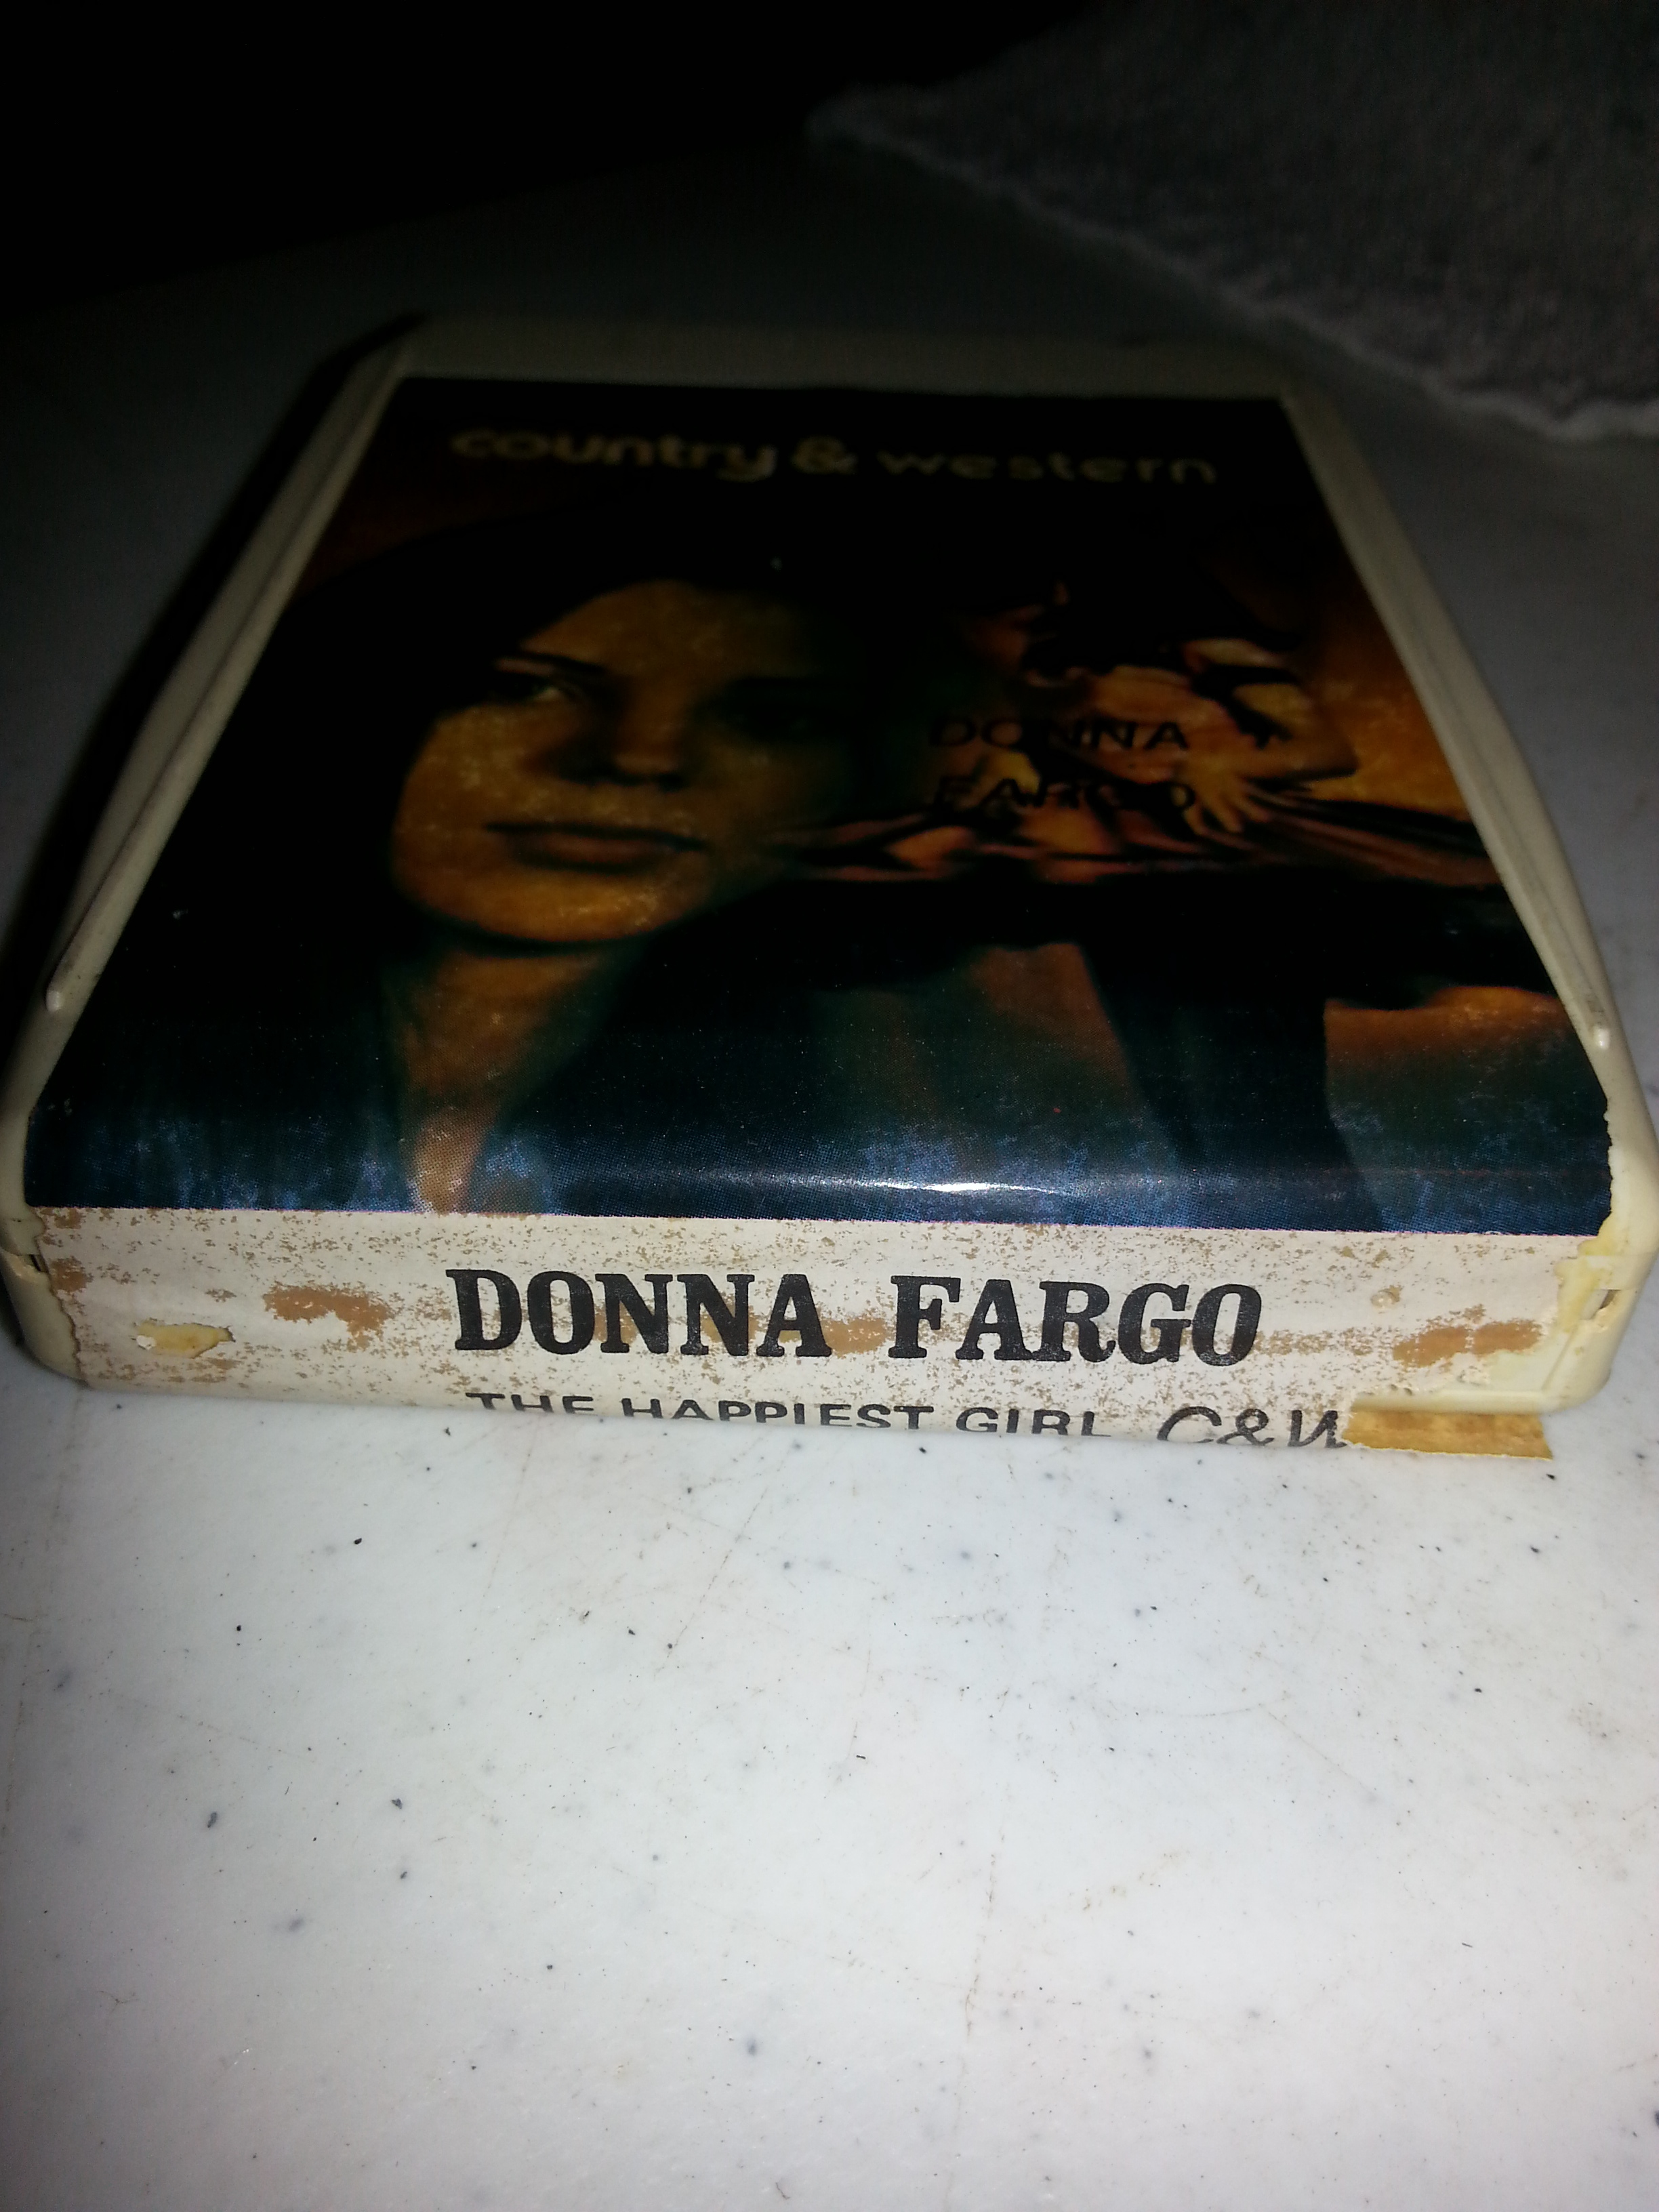 country & western
DONNA
FARGO
DONNA FARGO
THE HAPPIEST GIRL C&W